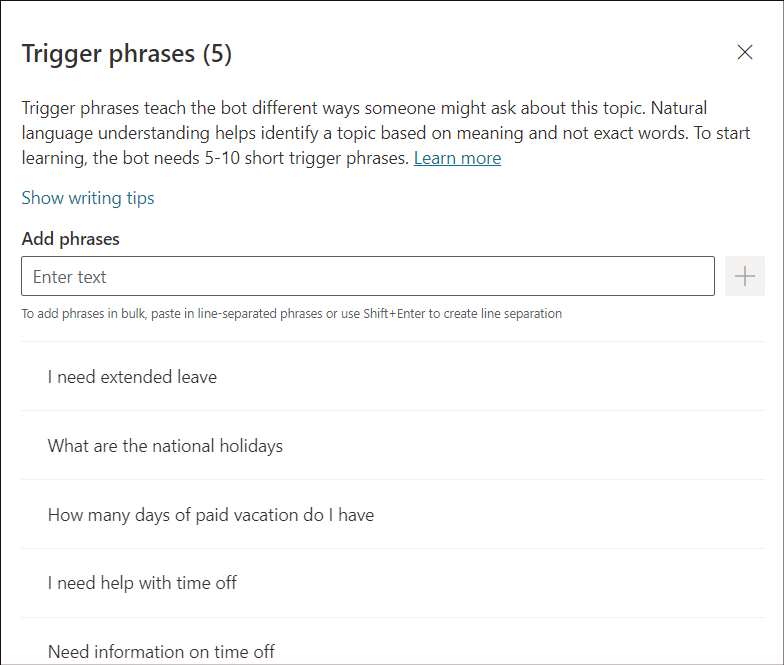 Trigger phrases (5)
Trigger phrases teach the bot different ways someone might ask about this topic. Natural
language understanding helps identify a topic based on meaning and not exact words. To start
learning, the bot needs 5-10 short trigger phrases. Learn more
Show writing tips
Add phrases
Enter text
To add phrases in bulk, paste in line-separated phrases or use Shift+Enter to create line separation
I need extended leave
What are the national holidays
How many days of paid vacation do I have
I need help with time off
Need information on time off